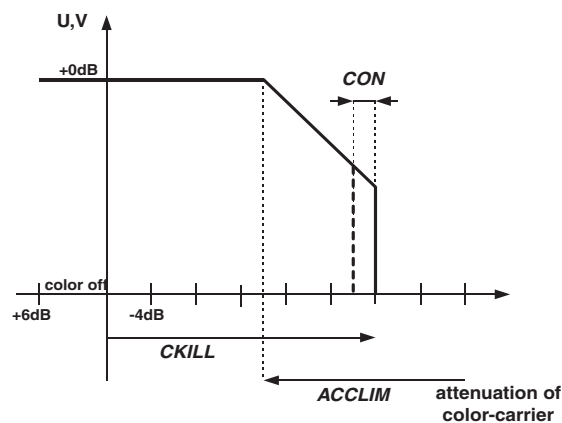 U,V
+0dB
CON
color off
+6dB
-4dB
CKILL
ACCLIM
attenuation of
color-carrier